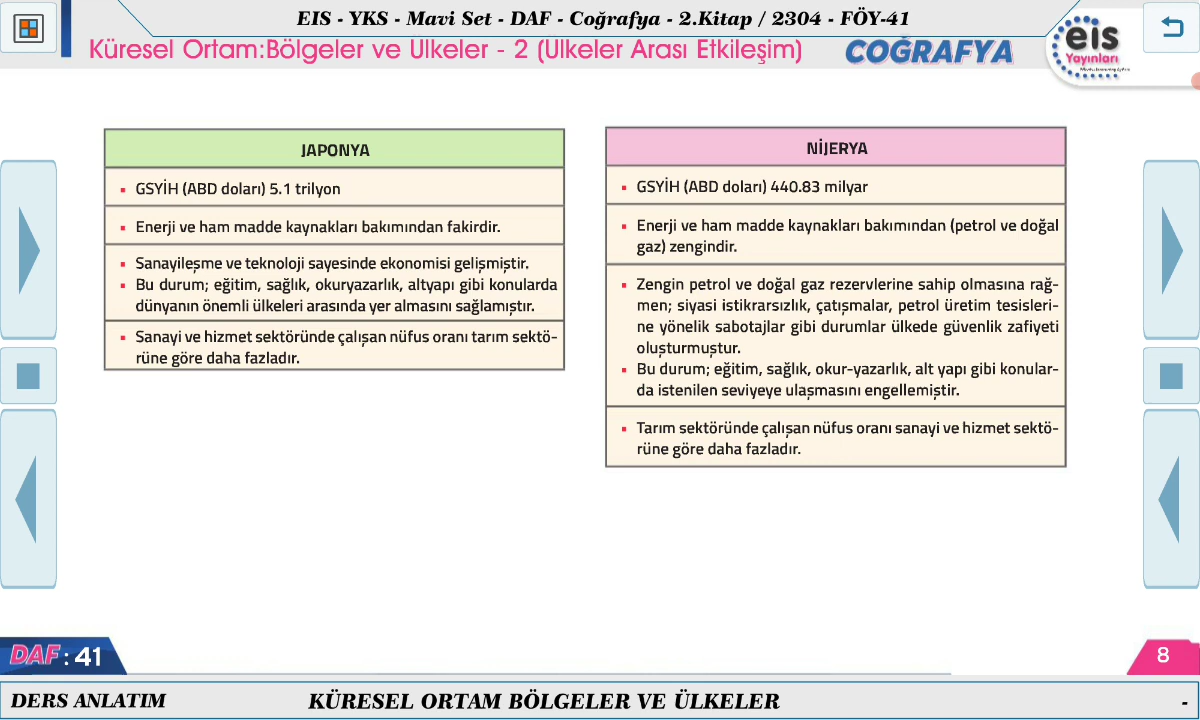 EIS - YKS - Mavi Set - DAF - Coğrafya - 2.Kitap / 2304 - FÖY-41
Küresel Ortam:Bölgeler ve Ülkeler - 2 (Ülkeler Arası Etkileşim)
COĞRAFYA
eis
Yayınları
JAPONYA
▪ GSYİH (ABD doları) 5.1 trilyon
▪ Enerji ve ham madde kaynakları bakımından fakirdir.
▪ Sanayileşme ve teknoloji sayesinde ekonomisi gelişmiştir.
▪ Bu durum; eğitim, sağlık, okuryazarlık, altyapı gibi konularda
dünyanın önemli ülkeleri arasında yer almasını sağlamıştır.
▪ Sanayi ve hizmet sektöründe çalışan nüfus oranı tarım sektö-
rüne göre daha fazladır.
NİJERYA
▪ GSYİH (ABD doları) 440.83 milyar
▪ Enerji ve ham madde kaynakları bakımından (petrol ve doğal
gaz) zengindir.
▪ Zengin petrol ve doğal gaz rezervlerine sahip olmasına rağ-
men; siyasi istikrarsızlık, çatışmalar, petrol üretim tesisleri-
ne yönelik sabotajlar gibi durumlar ülkede güvenlik zafiyeti
oluşturmuştur.
▪ Bu durum; eğitim, sağlık, okur-yazarlık, alt yapı gibi konular-
da istenilen seviyeye ulaşmasını engellemiştir.
▪ Tarım sektöründe çalışan nüfus oranı sanayi ve hizmet sektö-
rüne göre daha fazladır.
DAF : 41
8
DERS ANLATIM
KÜRESEL ORTAM BÖLGELER VE ÜLKELER
-